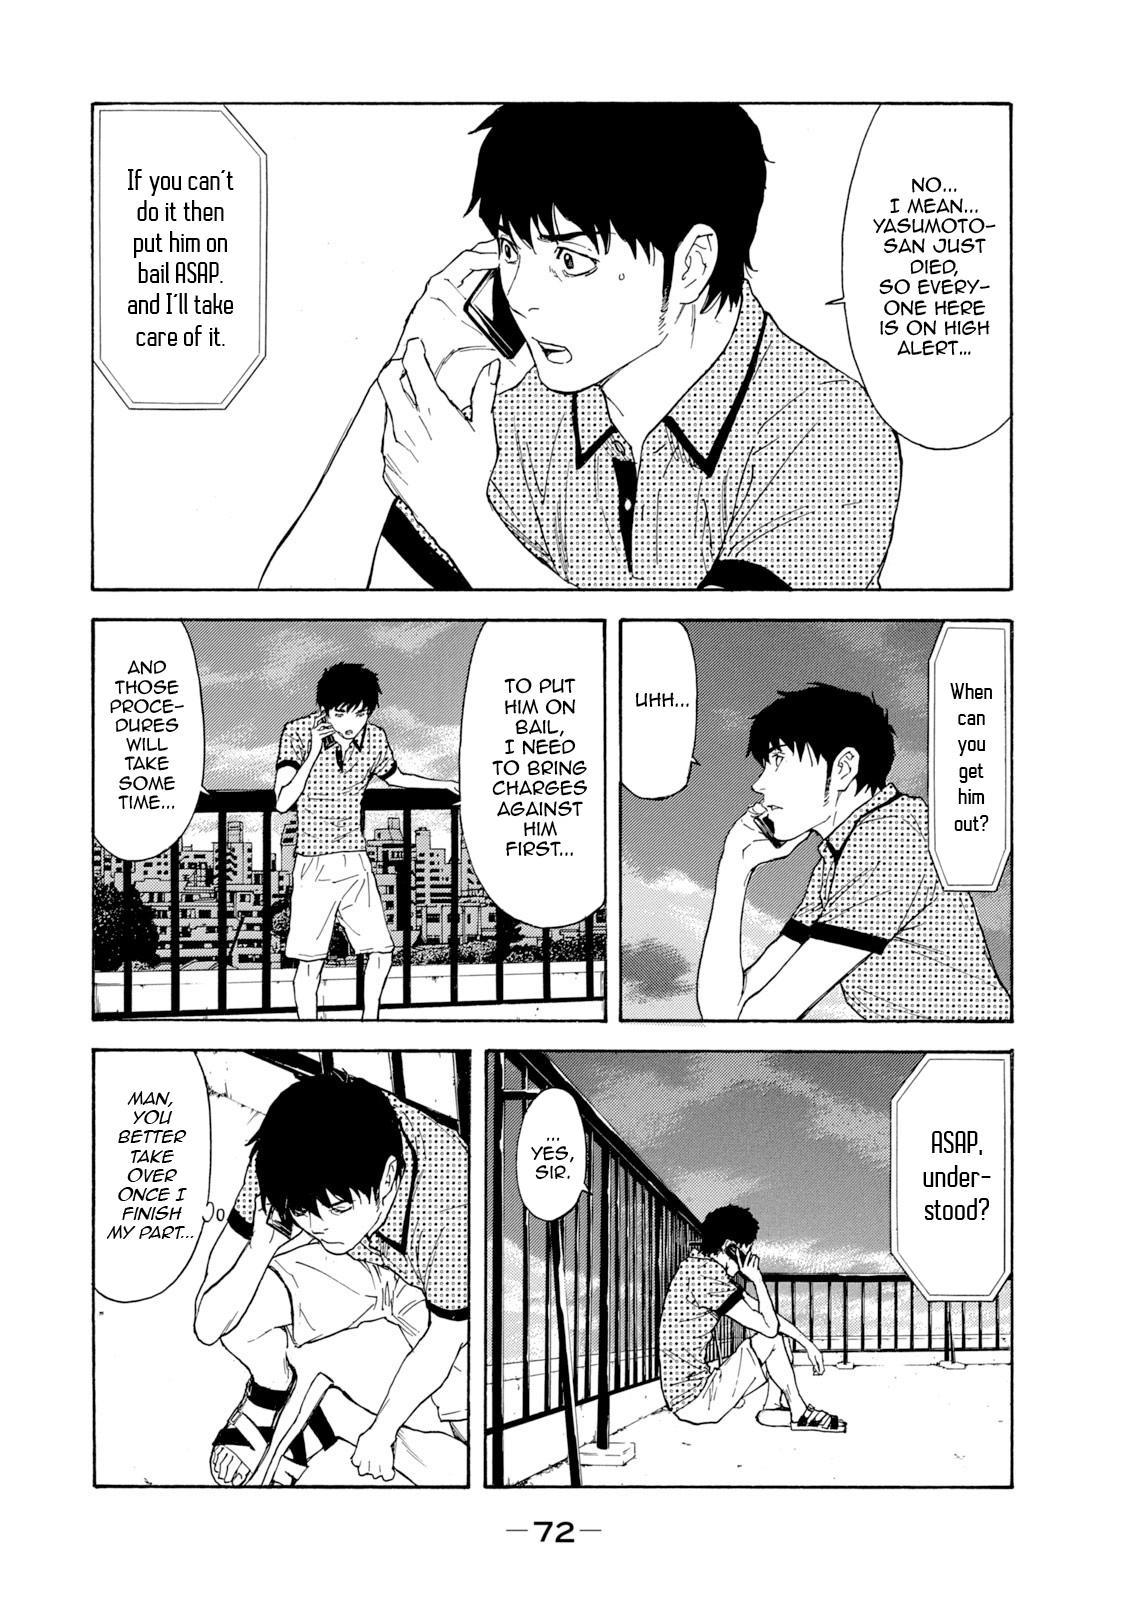 NO...
I MEAN...
YASUMOTO-
SAN JUST
DIED,
SO EVERY-
ONE HERE
IS ON HIGH
ALERT...
If you can't
do it then
put him on
bail ASAP.
and I'll take
care of it.
When
can
you
get
him
out?
UHH...
TO PUT
HIM ON
BAIL,
I NEED
TO BRING
CHARGES
AGAINST
HIM
FIRST...
AND
THOSE
PROCE-
DURES
WILL
TAKE
SOME
TIME...
ASAP,
under-
stood?
...
YES,
SIR.
MAN,
YOU
BETTER
TAKE
OVER
ONCE I
FINISH
MY PART...
—72—